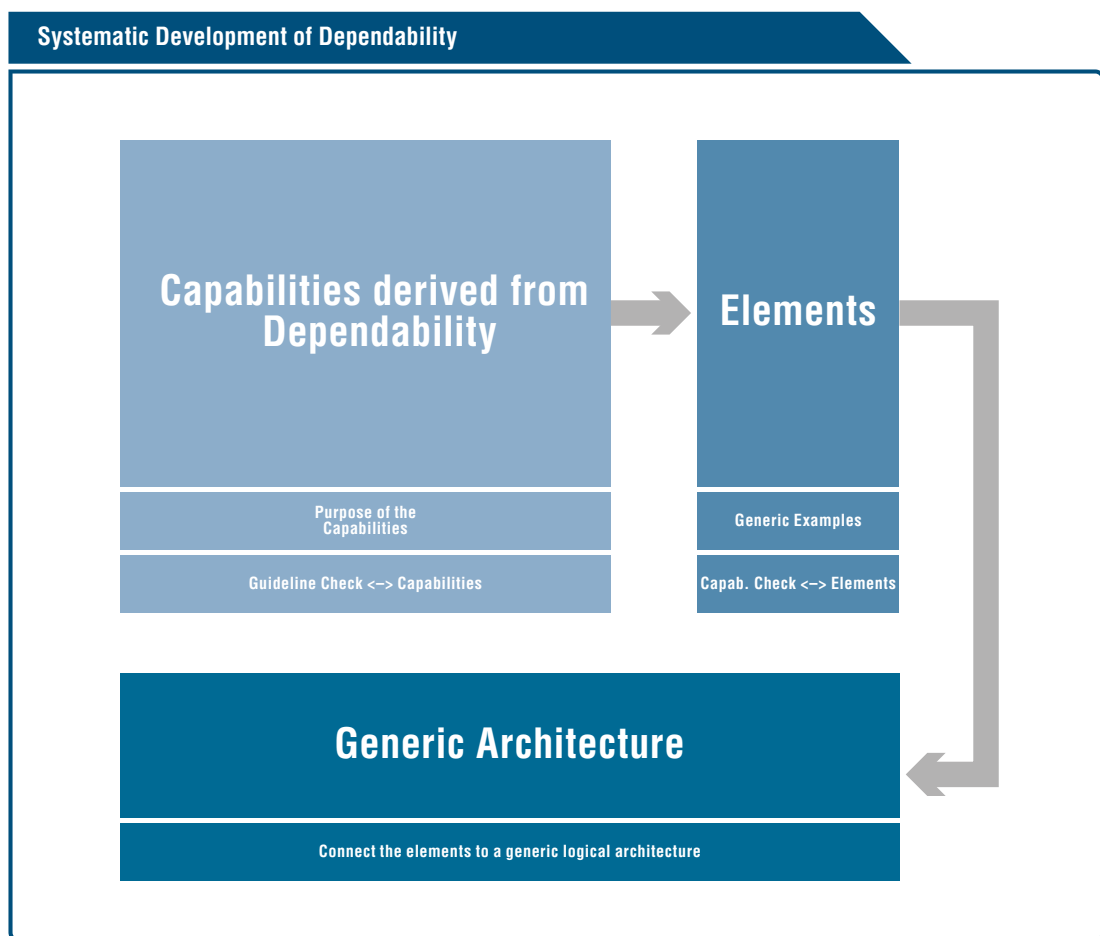 Systematic Development of Dependability
Capabilities derived from
Dependability
Elements
Purpose of the
Capabilities
Generic Examples
Guideline Check <–> Capabilities
Capab. Check <–> Elements
Generic Architecture
Connect the elements to a generic logical architecture